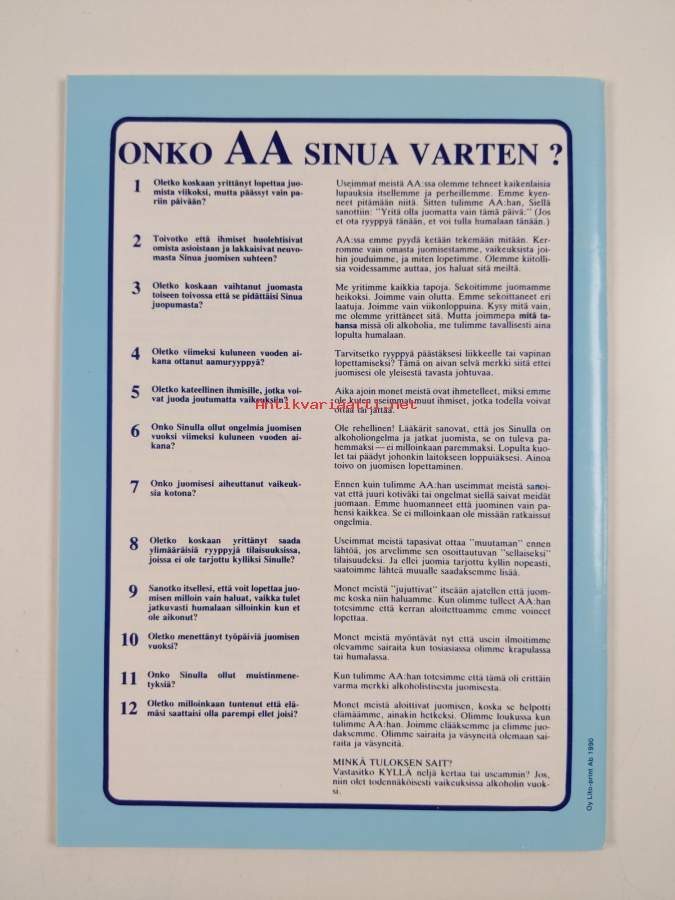 ONKO AA SINUA VARTEN ?
1 Oletko koskaan yrittänyt lopettaa juo-
mista viikoksi, mutta päässyt vain pa-
riin päivään?
Useimmat meistä AA:ssa olemme tehneet kaikenlaisia
lupauksia itsellemme ja perheillemme. Emme kyen-
neet pitämään niitä. Sitten tulimme AA:han, Siellä
sanottiin: "Yritä olla juomatta vain tämä päivä." (Jos
et ota ryyppyä tänään, et voi tulla humalaan tänään.)
2 Toivotko että ihmiset huolehtisivat
omista asioistaan ja lakkaisivat neuvo-
masta Sinua juomisen suhteen?
AA:ssa emme pyydä ketään tekemään mitään. Ker-
romme vain omasta juomisestamme, vaikeuksista joi-
hin jouduimme, ja miten lopetimme. Olemme kiitolli-
sia voidessamme auttaa, jos haluat sitä meiltä.
3 Oletko koskaan vaihtanut juomasta
toiseen toivossa että se pidättäisi Sinua
juopumasta?
Me yritimme kaikkia tapoja. Sekoitimme juomamme
heikoksi. Joimme vain olutta. Emme sekoittaneet eri
laatuja. Joimme vain viikonloppuina. Kysy mitä vain,
me olemme yrittäneet sitä. Mutta joimmepa mitä ta-
hansa missä oli alkoholia, me tulimme tavallisesti aina
lopulta humalaan.
4 Oletko viimeksi kuluneen vuoden ai-
kana ottanut aamuryyppyä?
Tarvitsetko ryyppyä päästäksesi liikkeelle tai vapinan
lopettamiseksi? Tämä on aivan selvä merkki siitä ettei
juomisesi ole yleisestä tavasta johtuvaa.
5 Oletko kateellinen ihmisille, jotka voi-
vat juoda joutumatta vaikeuksiin?
Aika ajoin monet meistä ovat ihmetelleet, miksi emme
ole kuten useimmat muut ihmiset, jotka todella voivat
ottaa tai jättää.
Antikvariaatti.net
6 Onko Sinulla ollut ongelmia juomisen
vuoksi viimeksi kuluneen vuoden ai-
kana?
Ole rehellinen! Lääkärit sanovat, että jos Sinulla on
alkoholiongelma ja jatkat juomista, se on tuleva pa-
hemmaksi — ei milloinkaan paremmaksi. Lopulta kuo-
let tai päädyt johonkin laitokseen loppuiäksesi. Ainoa
toivo on juomisen lopettaminen.
7 Onko juomisesi aiheuttanut vaikeuk-
sia kotona?
Ennen kuin tulimme AA:han useimmat meistä sanoi-
vat että juuri kotiväki tai ongelmat siellä saivat meidät
juomaan. Emme huomanneet että juominen vain pa-
hensi kaikkea. Se ei milloinkaan ole missään ratkaissut
ongelmia.
8 Oletko koskaan yrittänyt saada
ylimääräisiä ryyppyjä tilaisuuksissa,
joissa ei ole tarjottu kylliksi Sinulle?
Useimmat meistä tapasivat ottaa "muutaman" ennen
lähtöä, jos arvelimme sen osoittautuvan "sellaiseksi"
tilaisuudeksi. Ja ellei juomia tarjottu kyllin nopeasti,
saatoimme lähteä muualle saadaksemme lisää.
9 Sanotko itsellesi, että voit lopettaa juo-
misen milloin vain haluat, vaikka tulet
jatkuvasti humalaan silloinkin kun et
ole aikonut?
Monet meistä "jujuttivat" itseään ajatellen että juom-
me koska niin haluamme. Kun olimme tulleet AA:han
totesimme että kerran aloitettuamme emme voineet
lopettaa.
10 Oletko menettänyt työpäiviä juomisen
vuoksi?
Monet meistä myöntävät nyt että usein ilmoitimme
olevamme sairaita kun tosiasiassa olimme krapulassa
tai humalassa.
11 Onko Sinulla ollut muistinmene-
tyksiä?
Kun tulimme AA:han totesimme että tämä oli erittäin
varma merkki alkoholistisesta juomisesta.
12 Oletko milloinkaan tuntenut että elä-
mäsi saattaisi olla parempi ellet joisi?
Monet meistä aloittivat juomisen, koska se helpotti
elämäämme, ainakin hetkeksi. Olimme loukussa kun
tulimme AA:han. Joimme elääksemme ja elimme juo-
daksemme. Olimme sairaita ja väsyneitä olemaan sai-
raita ja väsyneitä.
MINKÄ TULOKSEN SAIT?
Vastasitko KYLLÄ neljä kertaa tai useammin? Jos,
niin olet todennäköisesti vaikeuksissa alkoholin vuok-
si.
Oy Lito-print Ab 1990